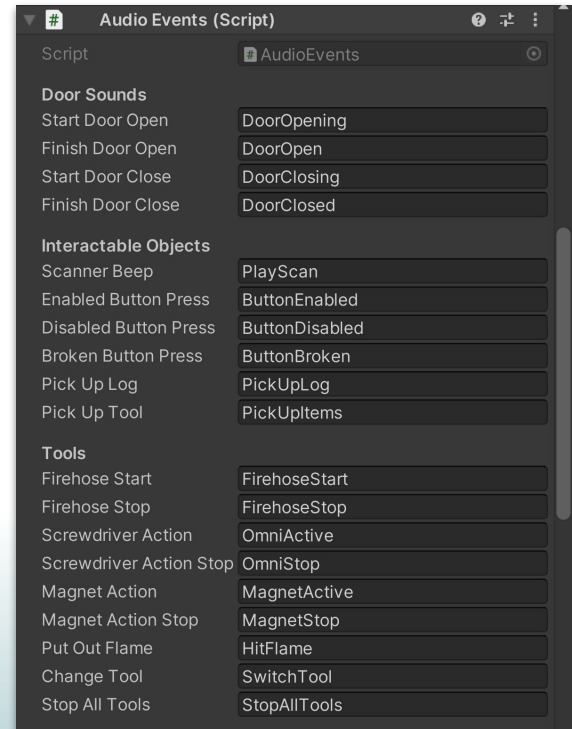 # Audio Events (Script)
Script # AudioEvents
Door Sounds
Start Door Open DoorOpening
Finish Door Open DoorOpen
Start Door Close DoorClosing
Finish Door Close DoorClosed
Interactable Objects
Scanner Beep PlayScan
Enabled Button Press ButtonEnabled
Disabled Button Press ButtonDisabled
Broken Button Press ButtonBroken
Pick Up Log PickUpLog
Pick Up Tool PickUpItems
Tools
Firehose Start FirehoseStart
Firehose Stop FirehoseStop
Screwdriver Action OmniActive
Screwdriver Action Stop OmniStop
Magnet Action MagnetActive
Magnet Action Stop MagnetStop
Put Out Flame HitFlame
Change Tool SwitchTool
Stop All Tools StopAllTools